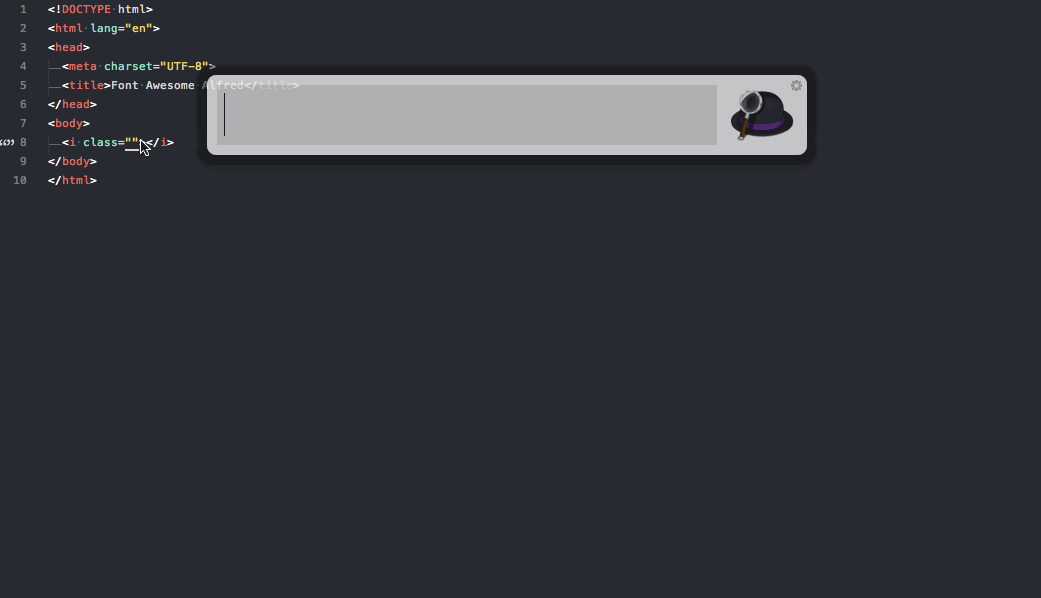 1 <!DOCTYPE html>
2 <html lang="en">
3 <head>
4 <meta charset="UTF-8">
5 <title>Font Awesome Alfred</title>
6 </head>
7 <body>
8 <i class=""></i>
9 </body>
10 </html>